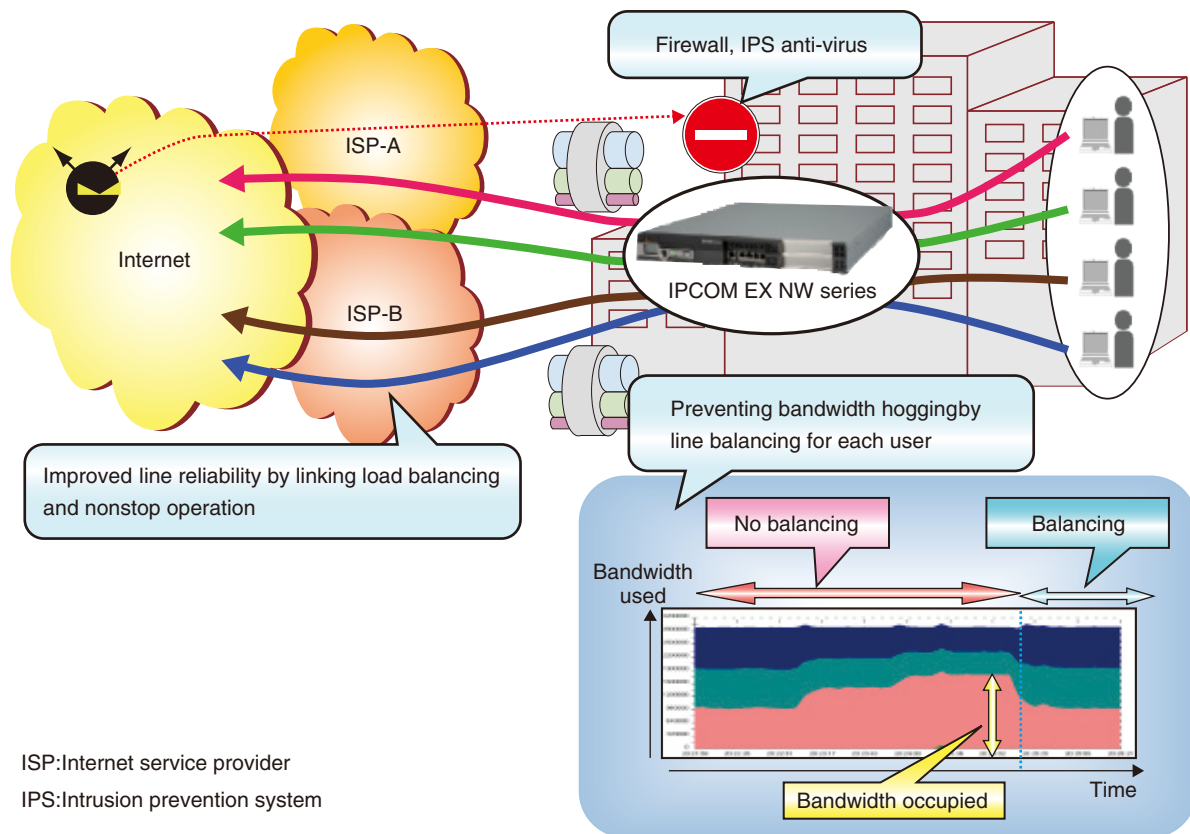 Firewall, IPS anti-virus
ISP-A
Internet
IPCOM EX NW series
ISP-B
Preventing bandwidth hoggingby
line balancing for each user
Improved line reliability by linking load balancing
and nonstop operation
No balancing
Balancing
Bandwidth
used
Time
Bandwidth occupied
ISP:Internet service provider
IPS:Intrusion prevention system